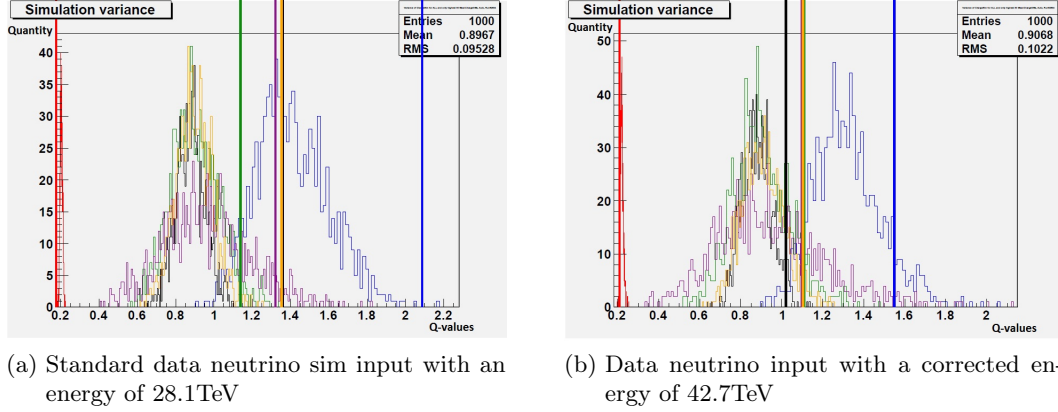 Simulation variance
Quantity
Entries 1000
Mean 0.8967
RMS 0.09528
40
35
30
25
20
15
10
5
0
0.2 0.4 0.6 0.8 1 1.2 1.4 1.6 1.8 2 2.2
Q-values
(a) Standard data neutrino sim input with an
energy of 28.1TeV
Simulation variance
Quantity
Entries 1000
Mean 0.9068
RMS 0.1022
50
40
30
20
10
0
0.2 0.4 0.6 0.8 1 1.2 1.4 1.6 1.8 2
Q-values
(b) Data neutrino input with a corrected en-
ergy of 42.7TeV